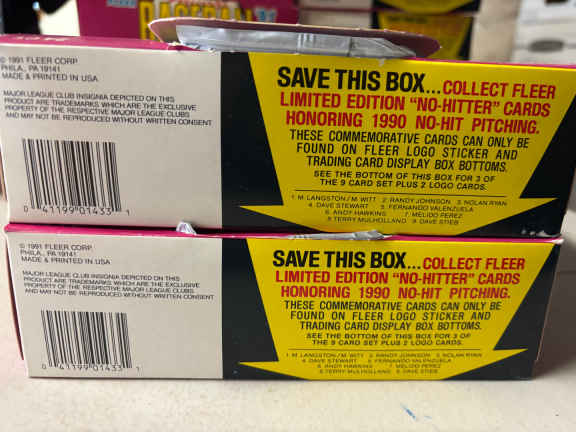 BASEBALL '91
© 1991 FLEER CORP.
PHILA., PA 19141
MADE & PRINTED IN USA
MAJOR LEAGUE CLUB INSIGNIA DEPICTED ON THIS
PRODUCT ARE TRADEMARKS WHICH ARE THE EXCLUSIVE
PROPERTY OF THE RESPECTIVE MAJOR LEAGUE CLUBS
AND MAY NOT BE REPRODUCED WITHOUT WRITTEN CONSENT
0 41199 01433 1
SAVE THIS BOX...COLLECT FLEER
LIMITED EDITION “NO-HITTER” CARDS
HONORING 1990 NO-HIT PITCHING.
THESE COMMEMORATIVE CARDS CAN ONLY BE
FOUND ON FLEER LOGO STICKER AND
TRADING CARD DISPLAY BOX BOTTOMS.
SEE THE BOTTOM OF THIS BOX FOR 3 OF
THE 9 CARD SET PLUS 2 LOGO CARDS.
1 M. LANGSTON/M. WITT 2 RANDY JOHNSON 3 NOLAN RYAN
4 DAVE STEWART 5 FERNANDO VALENZUELA
6 ANDY HAWKINS 7 MELIDO PEREZ
8 TERRY MULHOLLAND 9 DAVE STIEB
© 1991 FLEER CORP.
PHILA., PA 19141
MADE & PRINTED IN USA
MAJOR LEAGUE CLUB INSIGNIA DEPICTED ON THIS
PRODUCT ARE TRADEMARKS WHICH ARE THE EXCLUSIVE
PROPERTY OF THE RESPECTIVE MAJOR LEAGUE CLUBS
AND MAY NOT BE REPRODUCED WITHOUT WRITTEN CONSENT
0 41199 01433 1
SAVE THIS BOX...COLLECT FLEER
LIMITED EDITION “NO-HITTER” CARDS
HONORING 1990 NO-HIT PITCHING.
THESE COMMEMORATIVE CARDS CAN ONLY BE
FOUND ON FLEER LOGO STICKER AND
TRADING CARD DISPLAY BOX BOTTOMS.
SEE THE BOTTOM OF THIS BOX FOR 3 OF
THE 9 CARD SET PLUS 2 LOGO CARDS.
1 M. LANGSTON/M. WITT 2 RANDY JOHNSON 3 NOLAN RYAN
4 DAVE STEWART 5 FERNANDO VALENZUELA
6 ANDY HAWKINS 7 MELIDO PEREZ
8 TERRY MULHOLLAND 9 DAVE STIEB